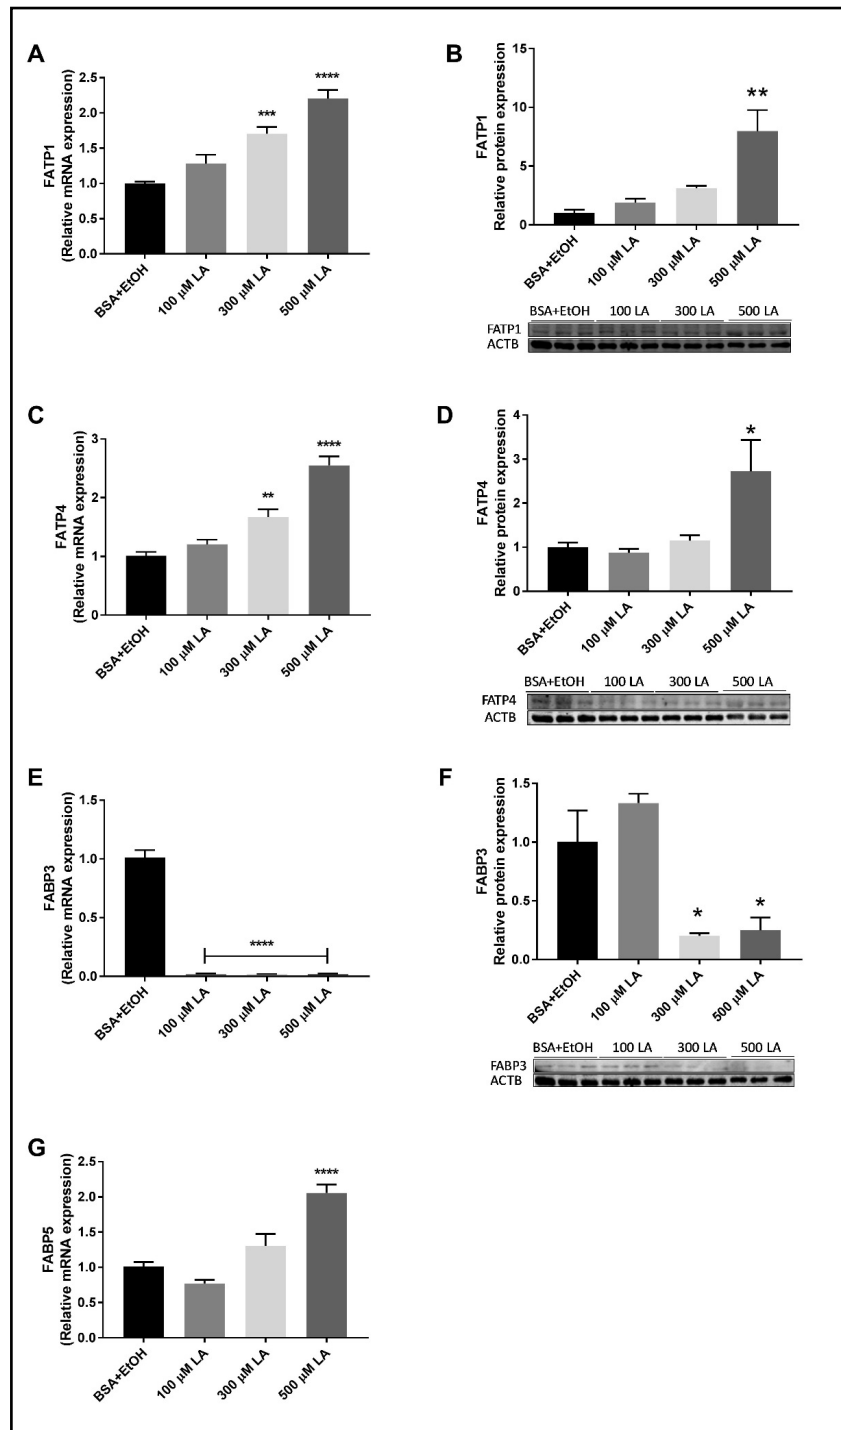 A
FATP1
(Relative mRNA expression)
2.5
2.0
1.5
1.0
0.5
0.0
***
****
BSA+EtOH
100 μM LA
300 μM LA
500 μM LA
B
FATP1
Relative protein expression
15
10
5
0
**
BSA+EtOH
100 μM LA
300 μM LA
500 μM LA
BSA+EtOH 100 LA 300 LA 500 LA
FATP1
ACTB
C
FATP4
(Relative mRNA expression)
3
2
1
0
**
****
BSA+EtOH
100 μM LA
300 μM LA
500 μM LA
D
FATP4
Relative protein expression
4
3
2
1
0
*
BSA+EtOH
100 μM LA
300 μM LA
500 μM LA
BSA+EtOH 100 LA 300 LA 500 LA
FATP4
ACTB
E
FABP3
(Relative mRNA expression)
1.5
1.0
0.5
0.0
****
BSA+EtOH
100 μM LA
300 μM LA
500 μM LA
F
FABP3
Relative protein expression
1.5
1.0
0.5
0.0
*
*
BSA+EtOH
100 μM LA
300 μM LA
500 μM LA
BSA+EtOH 100 LA 300 LA 500 LA
FABP3
ACTB
G
FABP5
(Relative mRNA expression)
2.5
2.0
1.5
1.0
0.5
0.0
****
BSA+EtOH
100 μM LA
300 μM LA
500 μM LA